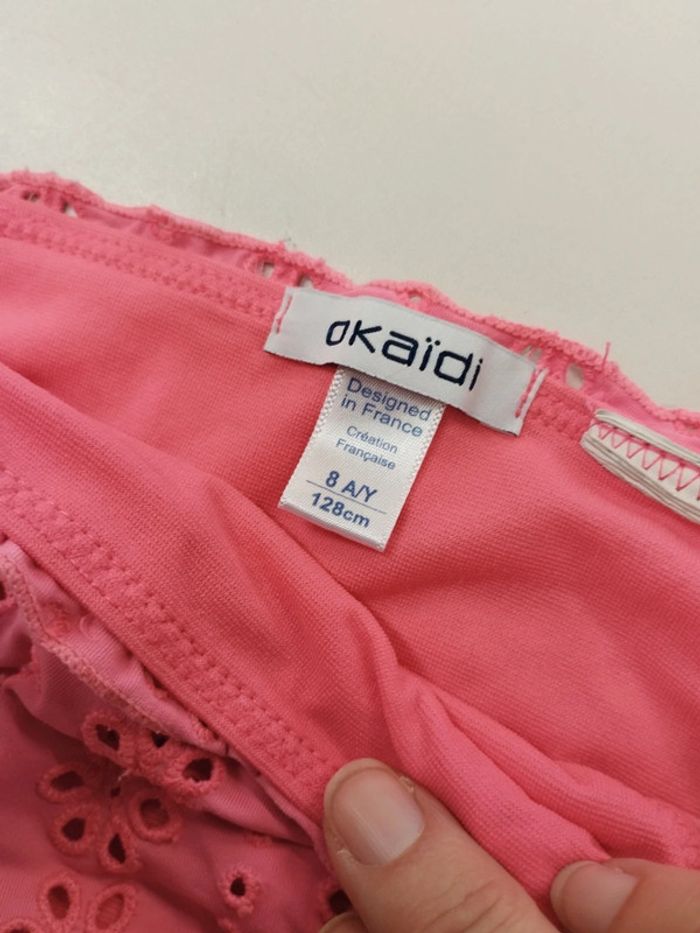 okaïdi
Designed
in France
Création
Française
8 A/Y
128cm